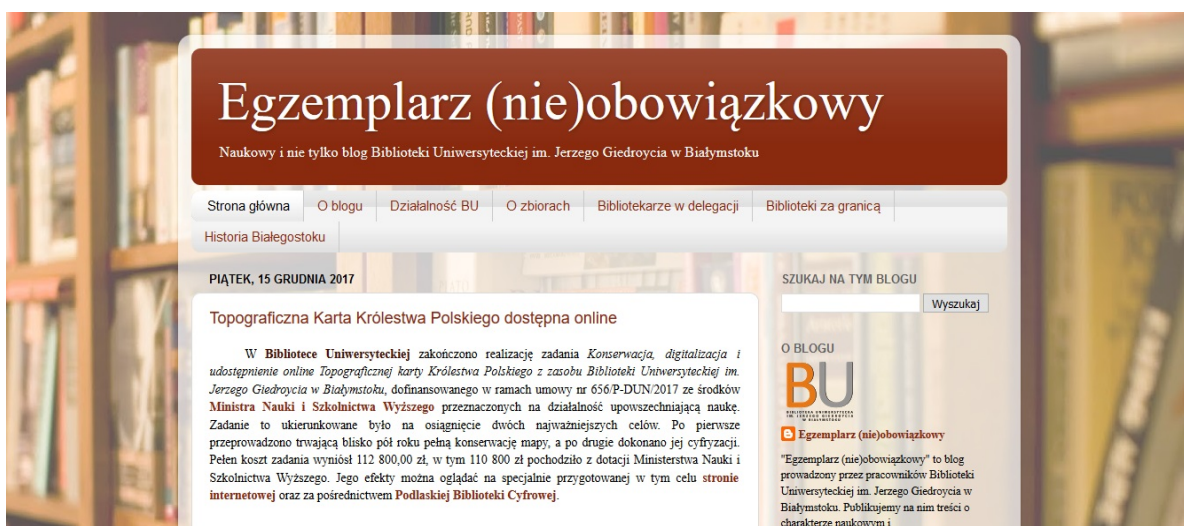 Egzemplarz (nie)obowiązkowy
Naukowy i nie tylko blog Biblioteki Uniwersyteckiej im. Jerzego Giedroycia w Białymstoku
Strona główna O blogu Działalność BU O zbiorach Bibliotekarze w delegacji Biblioteki za granicą
Historia Białegostoku
PIĄTEK, 15 GRUDNIA 2017
Topograficzna Karta Królestwa Polskiego dostępna online
W Bibliotece Uniwersyteckiej zakończono realizację zadania Konserwacja, digitalizacja i
udostępnienie online Topograficznej karty Królestwa Polskiego z zasobu Biblioteki Uniwersyteckiej im.
Jerzego Giedroycia w Białymstoku, dofinansowanego w ramach umowy nr 656/P-DUN/2017 ze środków
Ministra Nauki i Szkolnictwa Wyższego przeznaczonych na działalność upowszechniającą naukę.
Zadanie to ukierunkowane było na osiągnięcie dwóch najważniejszych celów. Po pierwsze
przeprowadzono trwającą blisko pół roku pełną konserwację mapy, a po drugie dokonano jej cyfryzacji.
Pełen koszt zadania wyniósł 112 800,00 zł, w tym 110 800 zł pochodziło z dotacji Ministerstwa Nauki i
Szkolnictwa Wyższego. Jego efekty można oglądać na specjalnie przygotowanej w tym celu stronie
internetowej oraz za pośrednictwem Podlaskiej Biblioteki Cyfrowej.
SZUKAJ NA TYM BLOGU
Wyszukaj
O BLOGU
BU
BIBLIOTEKA UNIWERSYTECKA
IM. JERZEGO GIEDROYCIA
W BIAŁYMSTOKU
Egzemplarz (nie)obowiązkowy
"Egzemplarz (nie)obowiązkowy" to blog
prowadzony przez pracowników Biblioteki
Uniwersyteckiej im. Jerzego Giedroycia w
Białymstoku. Publikujemy na nim treści o
charakterze naukowym i